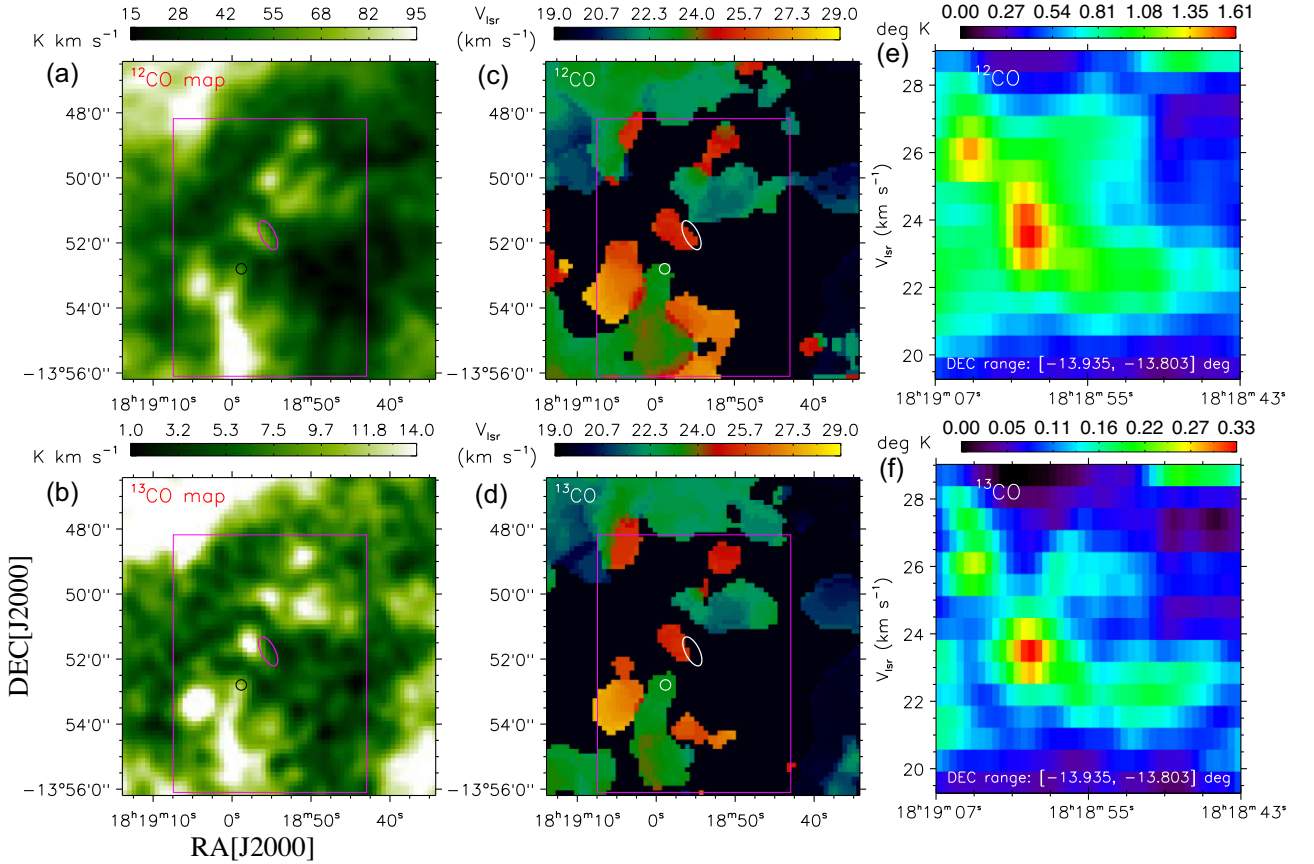 15 28 42 55 68 82 95
K km s⁻¹
(a)
¹²CO map
48'0''
50'0''
52'0''
54'0''
−13°56'0''
18ʰ19ᵐ10ˢ 0ˢ 18ᵐ50ˢ 40ˢ
V_lsr 19.0 20.7 22.3 24.0 25.7 27.3 29.0
(km s⁻¹)
(c)
¹²CO
48'0''
50'0''
52'0''
54'0''
−13°56'0''
18ʰ19ᵐ10ˢ 0ˢ 18ᵐ50ˢ 40ˢ
0.00 0.27 0.54 0.81 1.08 1.35 1.61
deg K
(e)
¹²CO
28
26
24
22
20
V_lsr (km s⁻¹)
DEC range: [−13.935, −13.803] deg
18ʰ19ᵐ07ˢ 18ᵐ55ˢ 18ᵐ43ˢ
1.0 3.2 5.3 7.5 9.7 11.8 14.0
K km s⁻¹
(b)
¹³CO map
48'0''
50'0''
52'0''
54'0''
−13°56'0''
18ʰ19ᵐ10ˢ 0ˢ 18ᵐ50ˢ 40ˢ
DEC[J2000]
RA[J2000]
V_lsr 19.0 20.7 22.3 24.0 25.7 27.3 29.0
(km s⁻¹)
(d)
¹³CO
48'0''
50'0''
52'0''
54'0''
−13°56'0''
18ʰ19ᵐ10ˢ 0ˢ 18ᵐ50ˢ 40ˢ
0.00 0.05 0.11 0.16 0.22 0.27 0.33
deg K
(f)
¹³CO
28
26
24
22
20
V_lsr (km s⁻¹)
DEC range: [−13.935, −13.803] deg
18ʰ19ᵐ07ˢ 18ᵐ55ˢ 18ˢ18ᵐ43ˢ